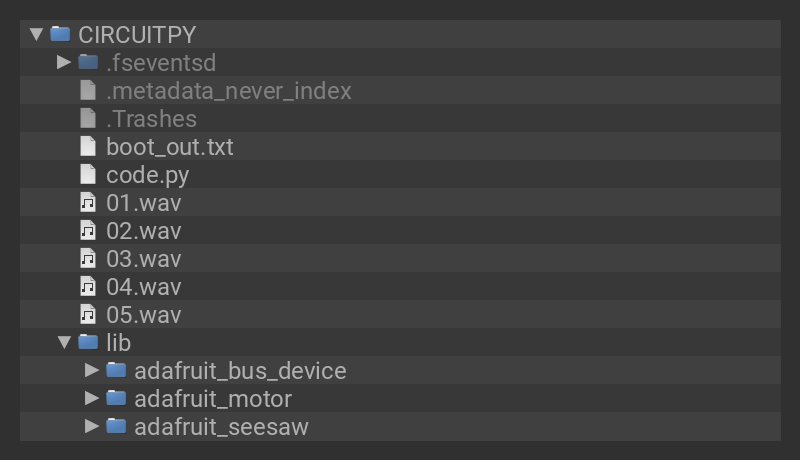 CIRCUITPY
.fseventsd
.metadata_never_index
.Trashes
boot_out.txt
code.py
01.wav
02.wav
03.wav
04.wav
05.wav
lib
adafruit_bus_device
adafruit_motor
adafruit_seesaw